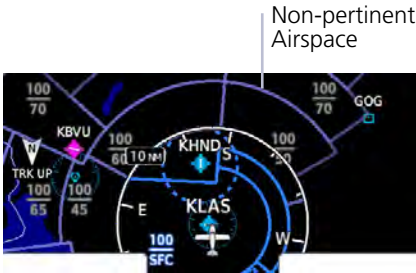 Non-pertinent
Airspace
100
70
100
70
GOG
KBVU
100
60
10 NM
KHND
S
100
N
TRK UP
100
65
100
45
E
KLAS
W
100
SFC